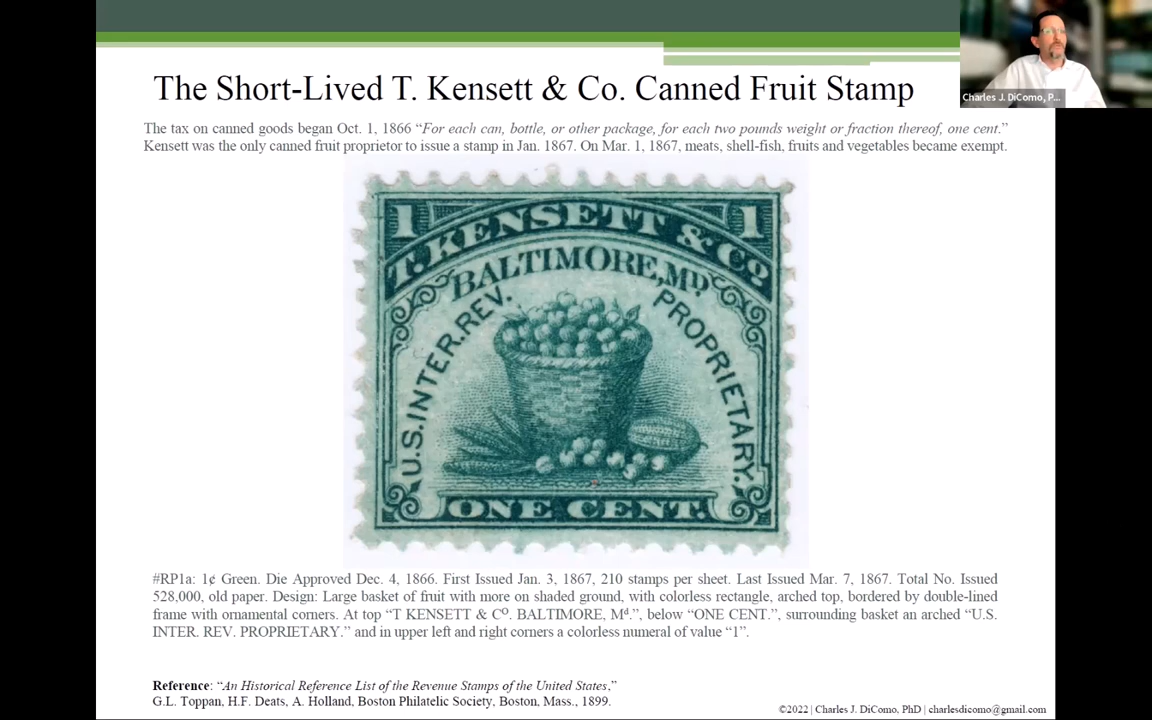 The Short-Lived T. Kensett & Co. Canned Fruit Stamp
Charles J. DiComo, P...
The tax on canned goods began Oct. 1, 1866 “For each can, bottle, or other package, for each two pounds weight or fraction thereof, one cent.”
Kensett was the only canned fruit proprietor to issue a stamp in Jan. 1867. On Mar. 1, 1867, meats, shell-fish, fruits and vegetables became exempt.
1 1
T. KENSETT & Co
BALTIMORE, Md.
U.S. INTER. REV. PROPRIETARY.
ONE CENT.
#RP1a: 1¢ Green. Die Approved Dec. 4, 1866. First Issued Jan. 3, 1867, 210 stamps per sheet. Last Issued Mar. 7, 1867. Total No. Issued
528,000, old paper. Design: Large basket of fruit with more on shaded ground, with colorless rectangle, arched top, bordered by double-lined
frame with ornamental corners. At top “T KENSETT & Cº. BALTIMORE, Mᵈ.”, below “ONE CENT.”, surrounding basket an arched “U.S.
INTER. REV. PROPRIETARY.” and in upper left and right corners a colorless numeral of value “1”.
Reference: “An Historical Reference List of the Revenue Stamps of the United States,”
G.L. Toppan, H.F. Deats, A. Holland, Boston Philatelic Society, Boston, Mass., 1899.
©2022 | Charles J. DiComo, PhD | charlesdicomo@gmail.com